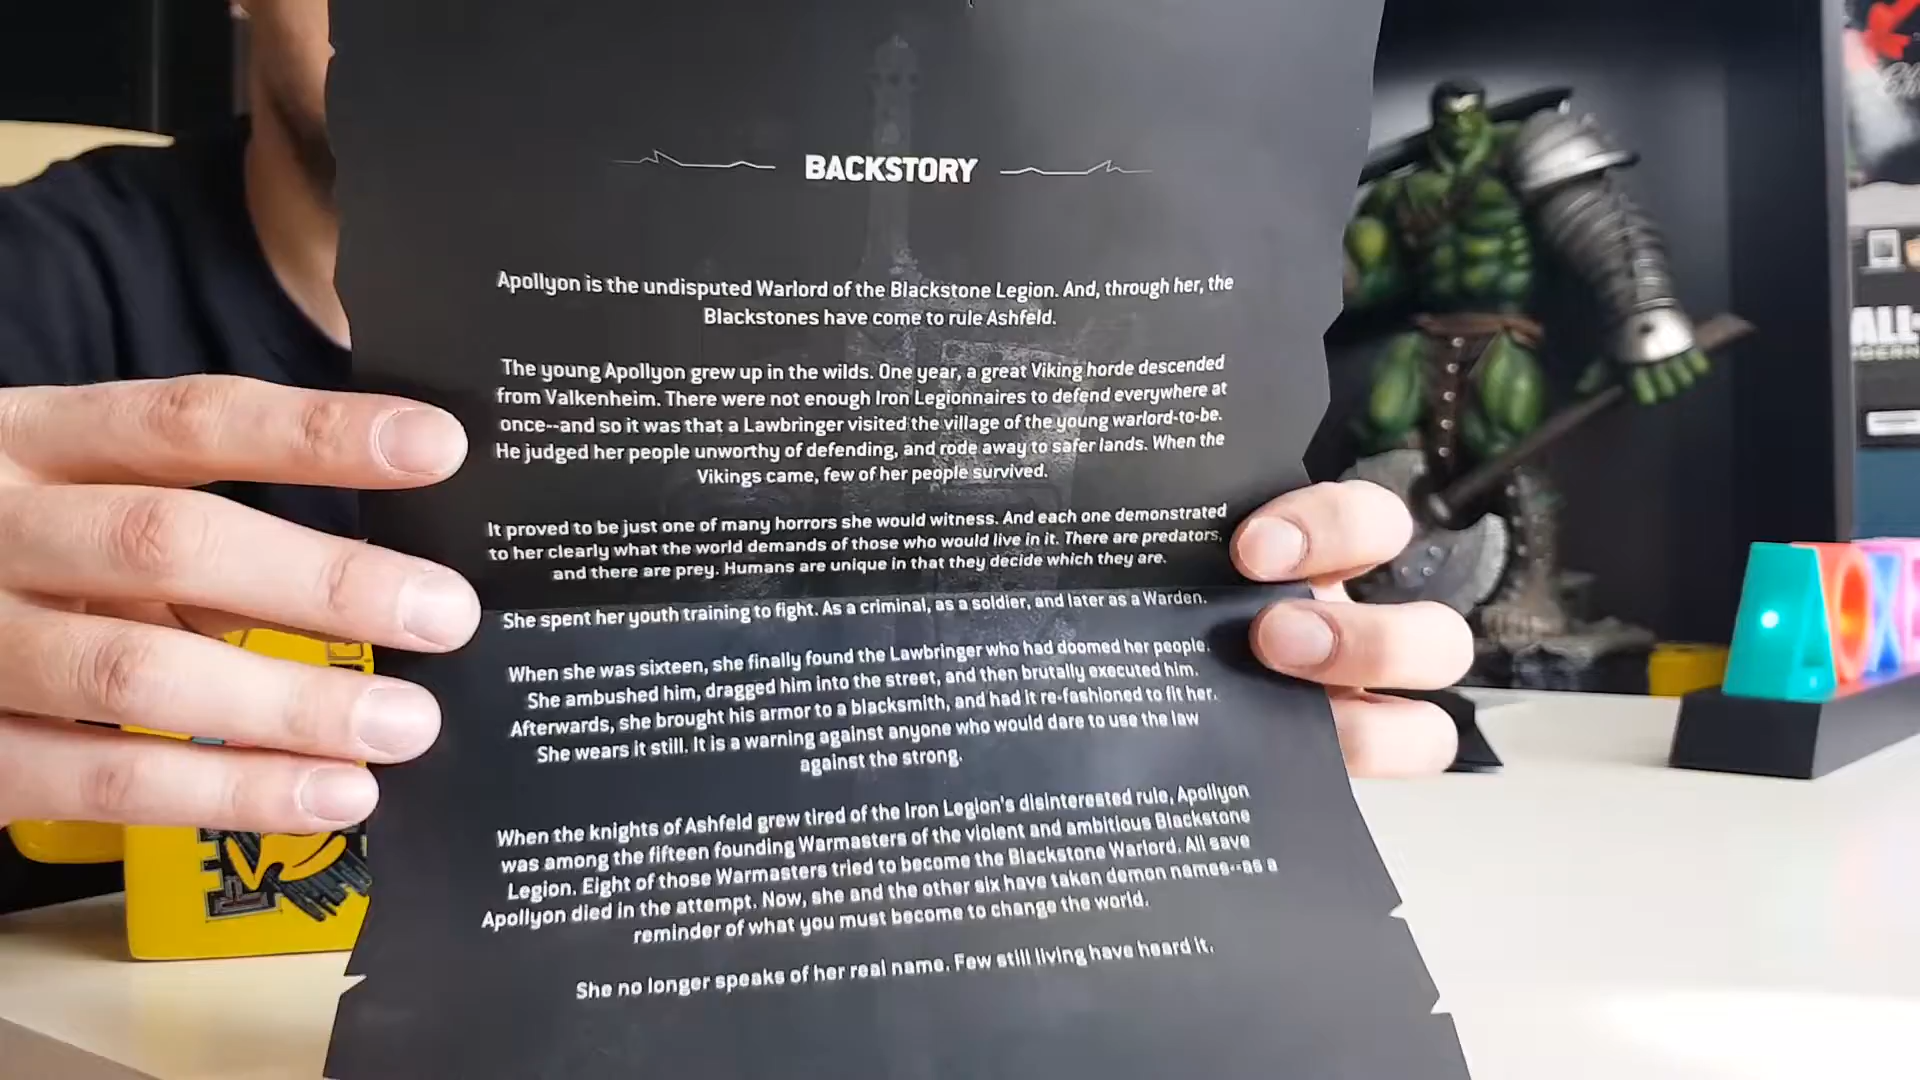 BACKSTORY
Apollyon is the undisputed Warlord of the Blackstone Legion. And, through her, the
Blackstones have come to rule Ashfeld.
The young Apollyon grew up in the wilds. One year, a great Viking horde descended
from Valkenheim. There were not enough Iron Legionnaires to defend everywhere at
once--and so it was that a Lawbringer visited the village of the young warlord-to-be.
He judged her people unworthy of defending, and rode away to safer lands. When the
Vikings came, few of her people survived.
It proved to be just one of many horrors she would witness. And each one demonstrated
to her clearly what the world demands of those who would live in it. There are predators,
and there are prey. Humans are unique in that they decide which they are.
She spent her youth training to fight. As a criminal, as a soldier, and later as a Warden.
When she was sixteen, she finally found the Lawbringer who had doomed her people.
She ambushed him, dragged him into the street, and then brutally executed him.
Afterwards, she brought his armor to a blacksmith, and had it re-fashioned to fit her.
She wears it still. It is a warning against anyone who would dare to use the law
against the strong.
When the knights of Ashfeld grew tired of the Iron Legion's disinterested rule, Apollyon
was among the fifteen founding Warmasters of the violent and ambitious Blackstone
Legion. Eight of those Warmasters tried to become the Blackstone Warlord. All save
Apollyon died in the attempt. Now, she and the other six have taken demon names--as a
reminder of what you must become to change the world.
She no longer speaks of her real name. Few still living have heard it.
ALL